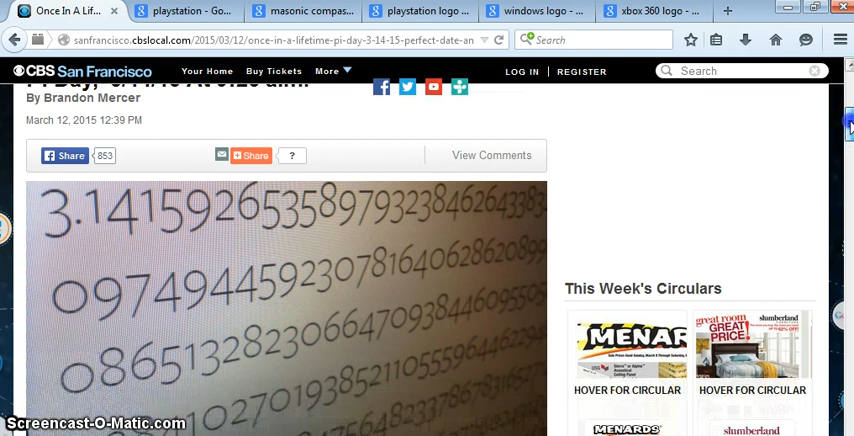 Once In A Lif...
playstation - Go...
masonic compas...
playstation logo ...
windows logo - ...
xbox 360 logo - ...
sanfrancisco.cbslocal.com/2015/03/12/once-in-a-lifetime-pi-day-3-14-15-perfect-date-an
Search
CBS San Francisco
Your Home
Buy Tickets
More
LOG IN | REGISTER
Search
By Brandon Mercer
March 12, 2015 12:39 PM
Share 853
Share ?
View Comments
3.14159265358979323846264338
09749445923078164062862089
086513282306647093844609550
This Week's Circulars
MENAR
great room GREAT PRICE!
slumberland
HOVER FOR CIRCULAR
HOVER FOR CIRCULAR
MENARDS
slumberland
Screencast-O-Matic.com